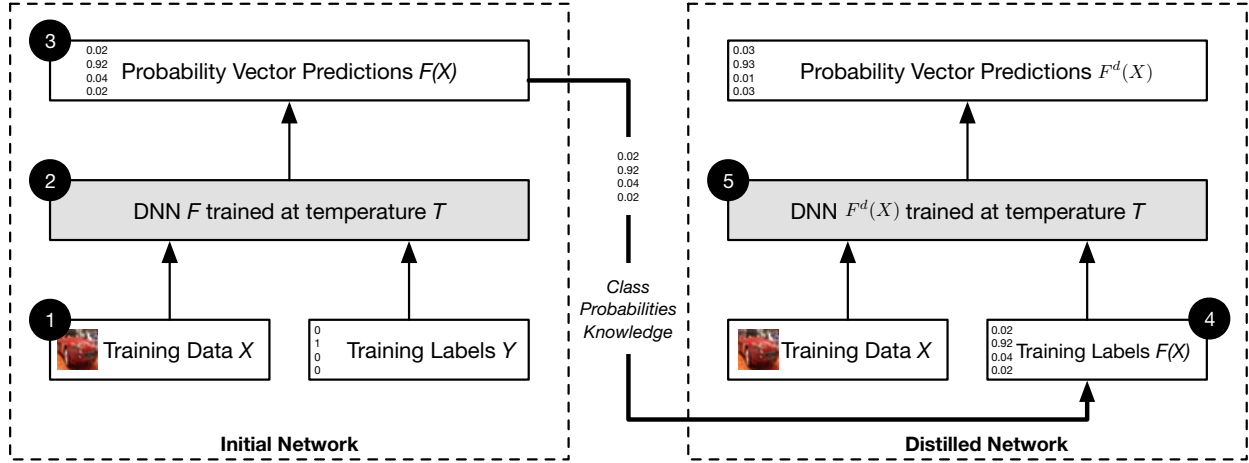 3
0.02
0.92
0.04
0.02
Probability Vector Predictions F(X)
2
DNN F trained at temperature T
1
Training Data X
0
1
0
0
0
Training Labels Y
Initial Network
0.02
0.92
0.04
0.02
Class
Probabilities
Knowledge
0.03
0.93
0.01
0.03
Probability Vector Predictions F^d(X)
5
DNN F^d(X) trained at temperature T
Training Data X
4
0.02
0.92
0.04
0.02
Training Labels F(X)
Distilled Network